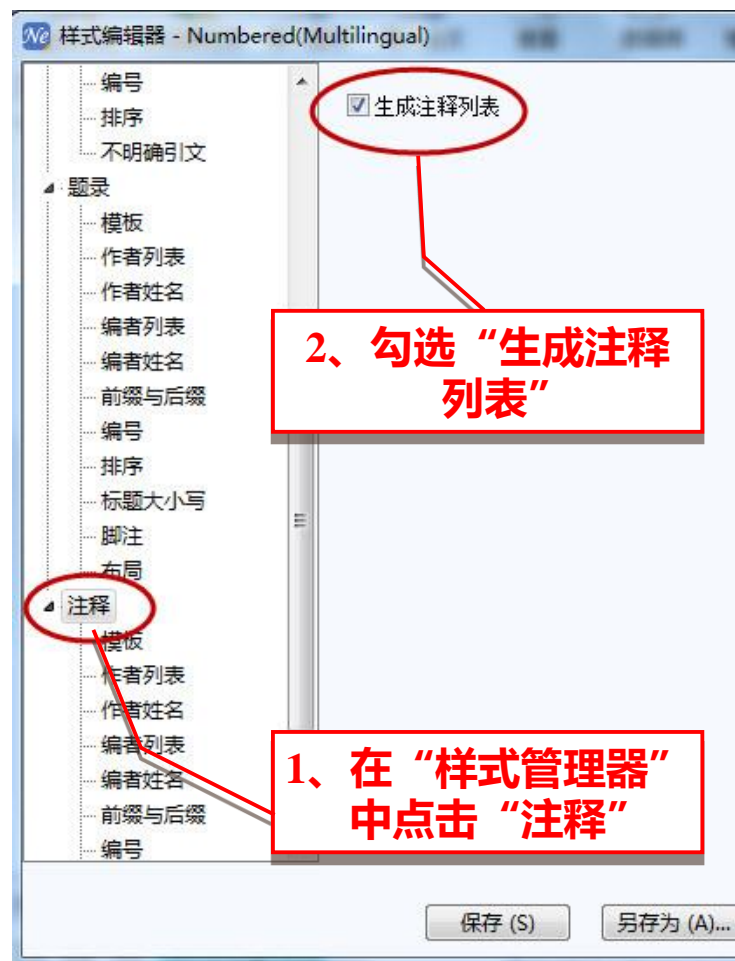 Ne 样式编辑器 - Numbered(Multilingual)
编号
排序
不明确引文
题录
模板
作者列表
作者姓名
编者列表
编者姓名
前缀与后缀
编号
排序
标题大小写
脚注
布局
注释
模板
作者列表
作者姓名
编者列表
编者姓名
前缀与后缀
编号
生成注释列表
2、勾选“生成注释
列表”
1、在“样式管理器”
中点击“注释”
保存 (S)
另存为 (A)...